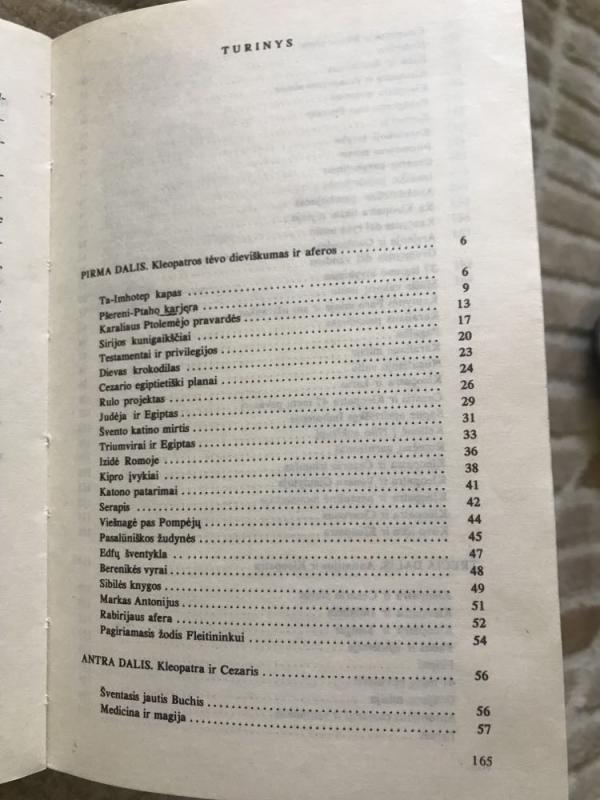 TURINYS
PIRMA DALIS. Kleopatros tėvo dieviškumas ir aferos . . . . . . . . . . . . . . 6
Ta-Imhotep kapas . . . . . . . . . . . . . . 6
Pšereni-Ptaho karjera . . . . . . . . . . . . . . 9
Karaliaus Ptolemėjo pravardės . . . . . . . . . . . . . . 13
Sirijos kunigaikščiai . . . . . . . . . . . . . . 17
Testamentai ir privilegijos . . . . . . . . . . . . . . 20
Dievas krokodilas . . . . . . . . . . . . . . 23
Cezario egiptietiški planai . . . . . . . . . . . . . . 24
Rulo projektas . . . . . . . . . . . . . . 26
Judėja ir Egiptas . . . . . . . . . . . . . . 29
Švento katino mirtis . . . . . . . . . . . . . . 31
Triumvirai ir Egiptas . . . . . . . . . . . . . . 33
Izidė Romoje . . . . . . . . . . . . . . 36
Kipro įvykiai . . . . . . . . . . . . . . 38
Katono patarimai . . . . . . . . . . . . . . 41
Serapis . . . . . . . . . . . . . . 42
Viešnagė pas Pompėjų . . . . . . . . . . . . . . 44
Pasalūniškos žudynės . . . . . . . . . . . . . . 45
Edfų šventykla . . . . . . . . . . . . . . 47
Berenikės vyrai . . . . . . . . . . . . . . 48
Sibilės knygos . . . . . . . . . . . . . . 49
Markas Antonijus . . . . . . . . . . . . . . 51
Rabirijaus afera . . . . . . . . . . . . . . 52
Pagiriamasis žodis Fleitininkui . . . . . . . . . . . . . . 54
ANTRA DALIS. Kleopatra ir Cezaris . . . . . . . . . . . . . . 56
Šventasis jautis Buchis . . . . . . . . . . . . . . 56
Medicina ir magija . . . . . . . . . . . . . . 57
165